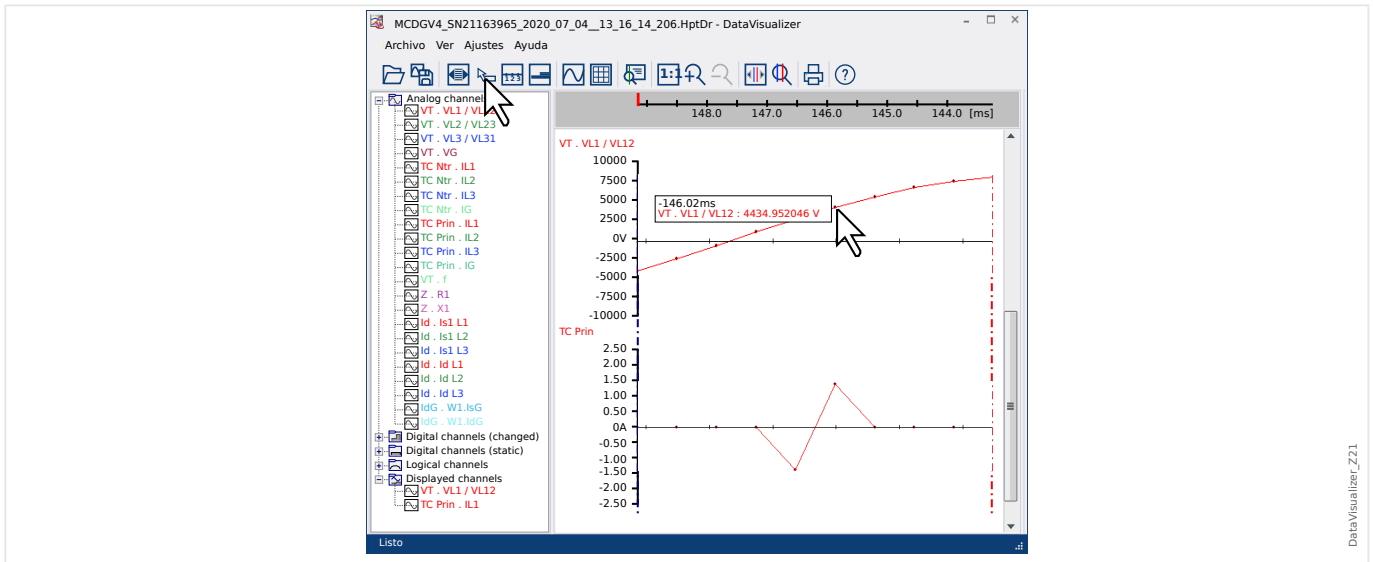 MCDGV4_SN21163965_2020_07_04__13_16_14_206.HptDr - DataVisualizer
Archivo Ver Ajustes Ayuda
123
1:1
Analog channels
VT . VL1 / VL
VT . VL2 / VL23
VT . VL3 / VL31
VT . VG
TC Ntr . IL1
TC Ntr . IL2
TC Ntr . IL3
TC Ntr . IG
TC Prin . IL1
TC Prin . IL2
TC Prin . IL3
TC Prin . IG
VT . f
Z . R1
Z . X1
Id . Is1 L1
Id . Is1 L2
Id . Is1 L3
Id . Id L1
Id . Id L2
Id . Id L3
IdG . W1.IsG
IdG . W1.IdG
Digital channels (changed)
Digital channels (static)
Logical channels
Displayed channels
VT . VL1 / VL12
TC Prin . IL1
148.0 147.0 146.0 145.0 144.0 [ms]
VT . VL1 / VL12
10000
7500
5000
2500
0V
-2500
-5000
-7500
-10000
-146.02ms
VT . VL1 / VL12 : 4434.952046 V
TC Prin
2.50
2.00
1.50
1.00
0.50
0A
-0.50
-1.00
-1.50
-2.00
-2.50
Listo
DataVisualizer_Z21